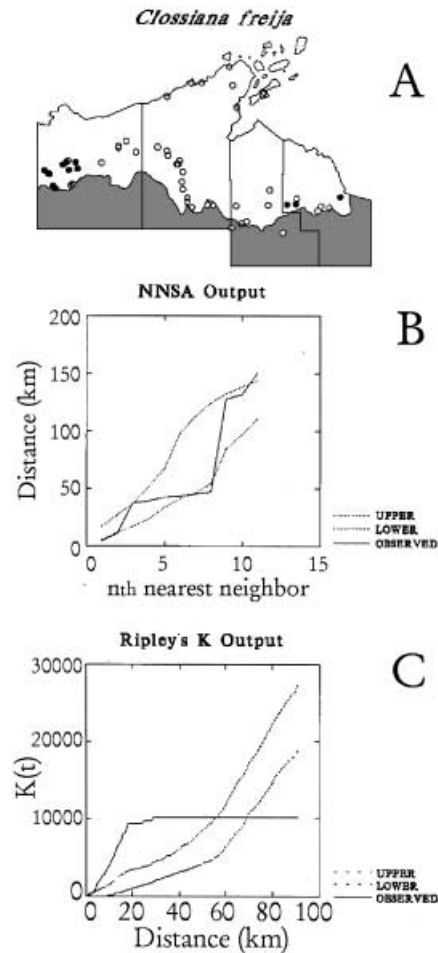 Clossiana freija
A
NNSA Output
B
200
150
100
50
0
Distance (km)
0 5 10 15
nth nearest neighbor
UPPER
LOWER
OBSERVED
Ripley's K Output
C
30000
20000
10000
0
K(t)
0 20 40 60 80 100
Distance (km)
UPPER
LOWER
OBSERVED